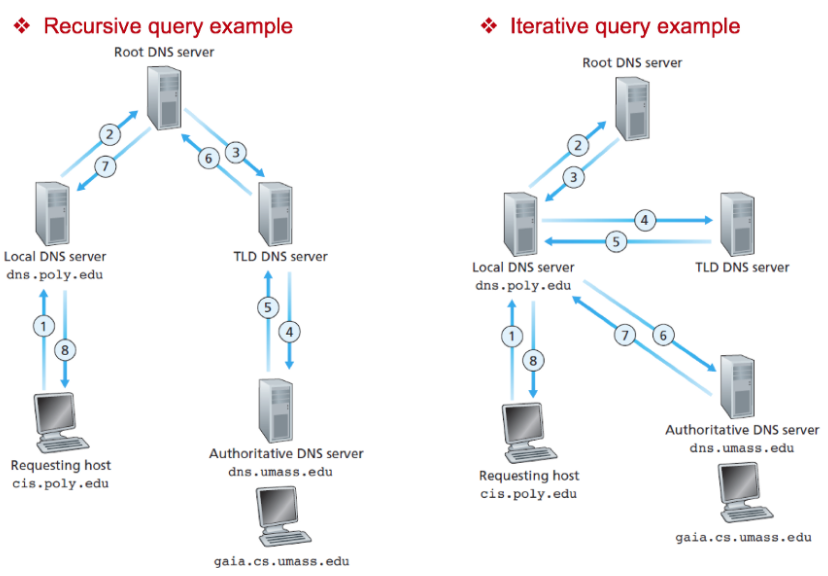 ❖ Recursive query example
Root DNS server
2
7
3
6
Local DNS server
dns.poly.edu
TLD DNS server
1
8
5
4
Requesting host
cis.poly.edu
Authoritative DNS server
dns.umass.edu
gaia.cs.umass.edu
❖ Iterative query example
Root DNS server
2
3
4
5
Local DNS server
dns.poly.edu
TLD DNS server
1
8
7
6
Requesting host
cis.poly.edu
Authoritative DNS server
dns.umass.edu
gaia.cs.umass.edu